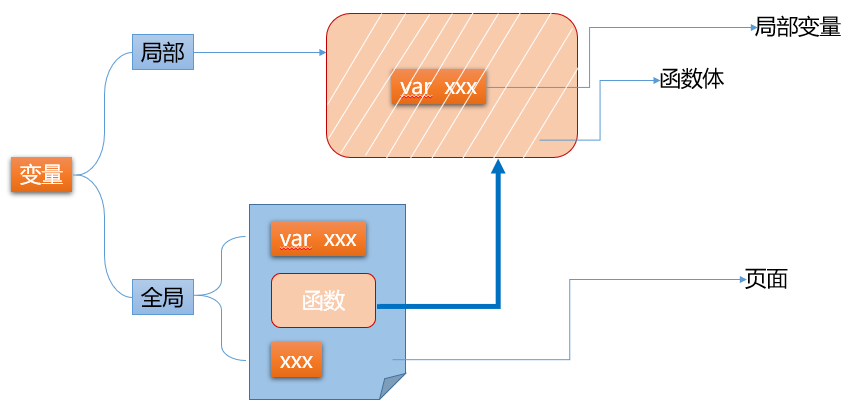 局部变量
局部
函数体
var xxx
变量
var xxx
页面
全局
函数
xxx